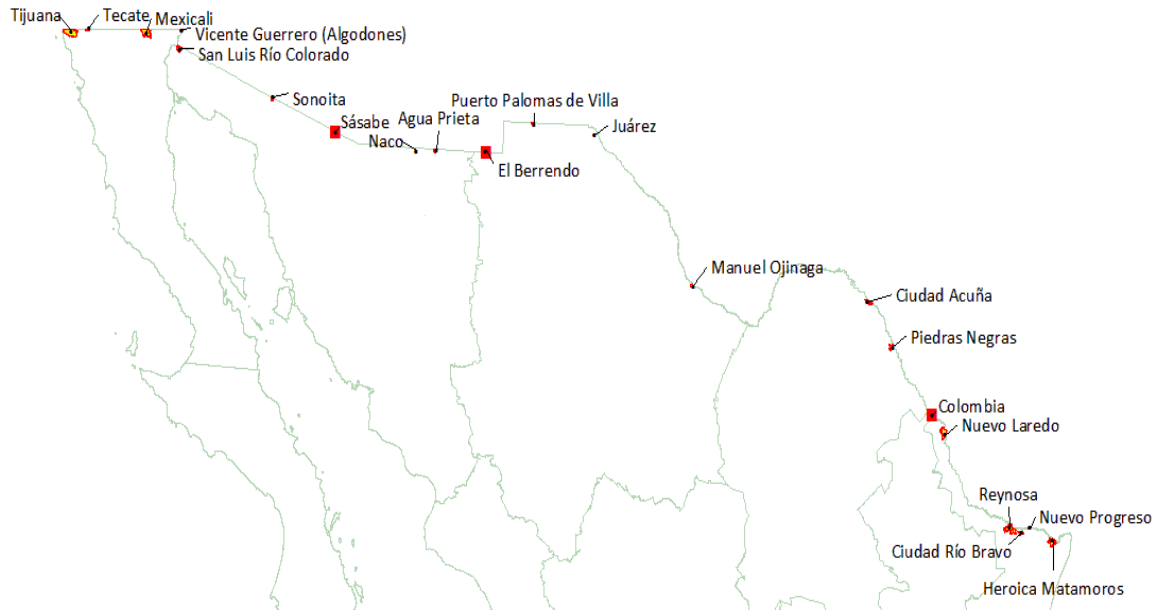 Tijuana
Tecate
Mexicali
Vicente Guerrero (Algodones)
San Luis Río Colorado
Sonoita
Sásabe
Naco
Agua Prieta
Puerto Palomas de Villa
Juárez
El Berrendo
Manuel Ojinaga
Ciudad Acuña
Piedras Negras
Colombia
Nuevo Laredo
Reynosa
Nuevo Progreso
Ciudad Río Bravo
Heroica Matamoros